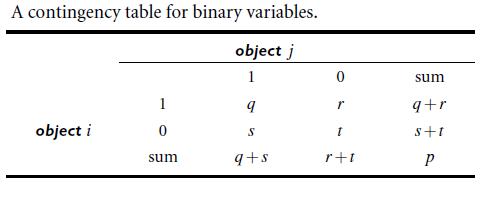 A contingency table for binary variables.
object j
1 0 sum
1 q r q+r
object i 0 s t s+t
sum q+s r+t p